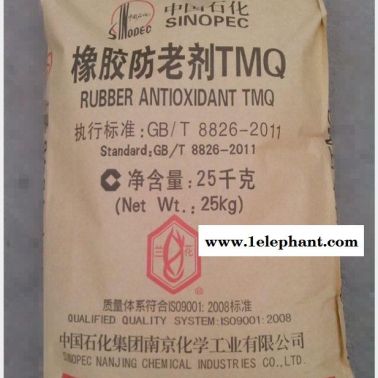 中国石化
SINOPEC
SINOPEC
橡胶防老剂TMQ
RUBBER ANTIOXIDANT TMQ
执行标准:GB/T 8826-2011
Standard:GB/T 8826-2011
净含量:25千克
(Net Wt.:25kg)
www.1elephant.com
兰 花
®
质量体系符合ISO9001:2008标准
QUALIFIED QUALITY SYSTEM:ISO9001:2008
中国石化集团南京化学工业有限公司
SINOPEC NANJING CHEMICAL INDUSTRIES CO.,LTD.